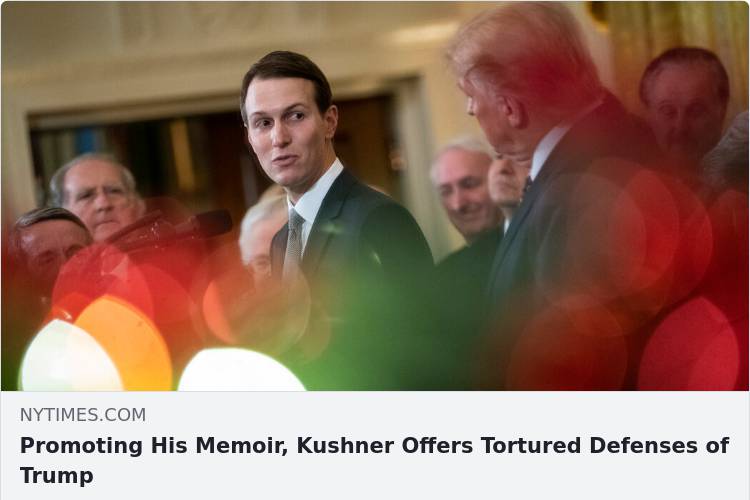 NYTIMES.COM
Promoting His Memoir, Kushner Offers Tortured Defenses of
Trump